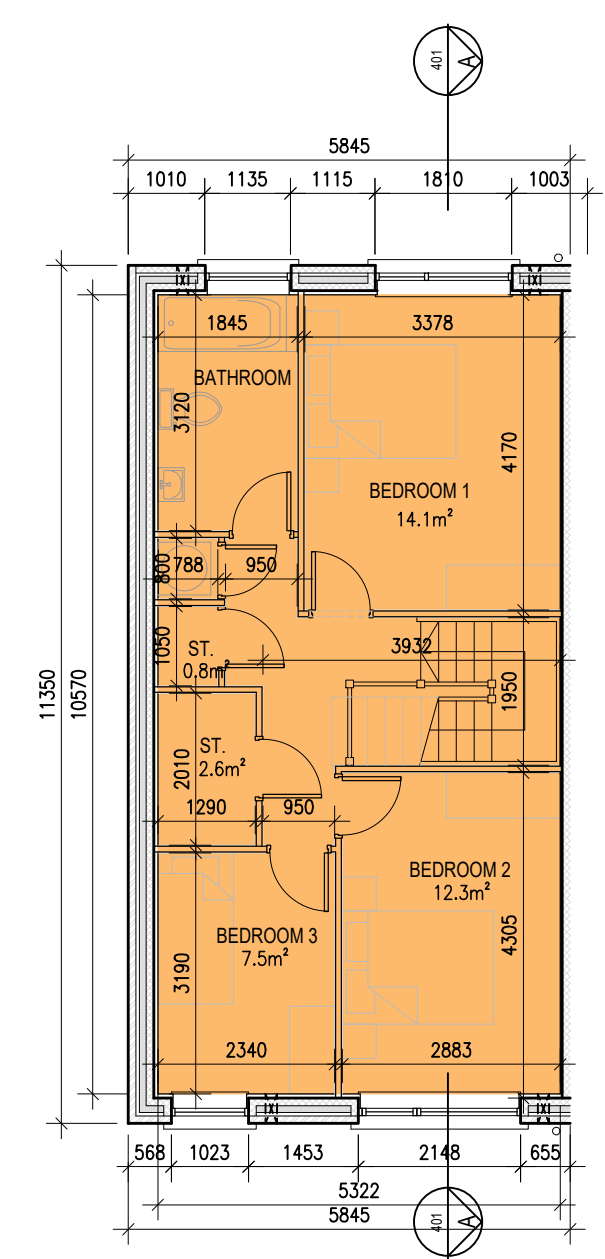 401
A
5845
1010 1135 1115 1810 1003
1845 3378
BATHROOM
3120
4170
BEDROOM 1
14.1m²
800
788 950
1050
ST.
0.8m²
3932
1950
11350
10570
ST.
2.6m²
2010
1290 950
BEDROOM 2
12.3m²
4305
BEDROOM 3
7.5m²
3190
2340 2883
568 1023 1453 2148 655
5322
5845
401
A